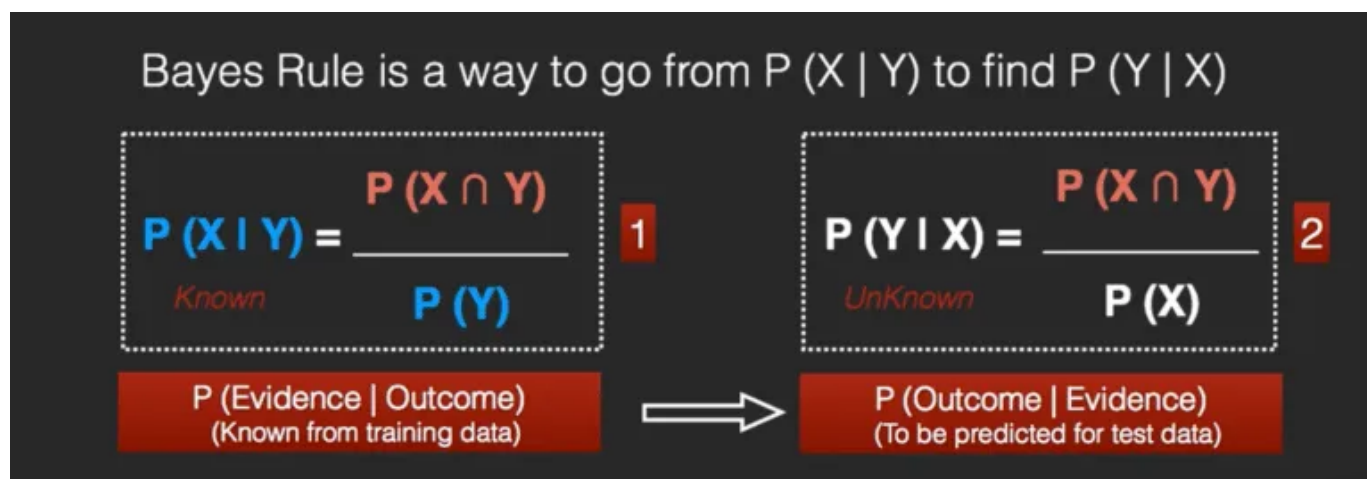 Bayes Rule is a way to go from P (X | Y) to find P (Y | X)
P (X ∩ Y)
P (X | Y) =
1
Known
P (Y)
P (X ∩ Y)
P (Y | X) =
2
UnKnown
P (X)
P (Evidence | Outcome)
(Known from training data)
P (Outcome | Evidence)
(To be predicted for test data)